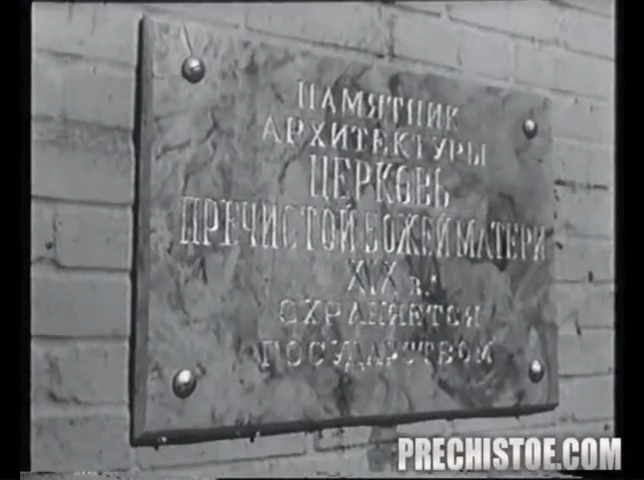 ПАМЯТНИК
АРХИТЕКТУРЫ
ЦЕРКОВЬ
ПРЕЧИСТОЙ БОЖЕЙ МАТЕРИ
XIX в.
ОХРАНЯЕТСЯ
ГОСУДАРСТВОМ
PRECHISTOE.COM